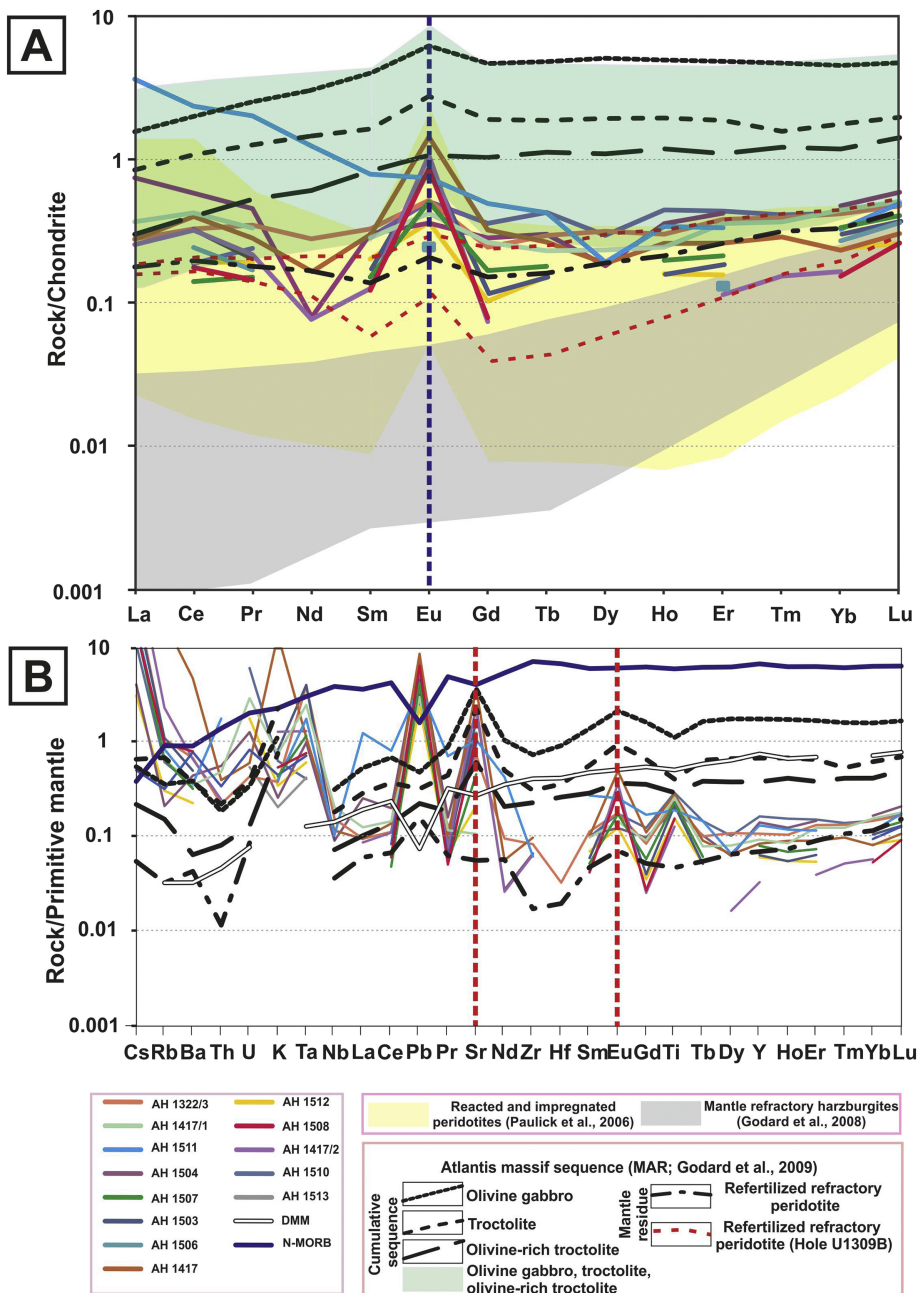 A
Rock/Chondrite
10
1
0.1
0.01
0.001
La Ce Pr Nd Sm Eu Gd Tb Dy Ho Er Tm Yb Lu
B
Rock/Primitive mantle
10
1
0.1
0.01
0.001
Cs Rb Ba Th U K Ta Nb La Ce Pb Pr Sr Nd Zr Hf Sm Eu Gd Ti Tb Dy Y Ho Er Tm Yb Lu
AH 1322/3
AH 1417/1
AH 1511
AH 1504
AH 1507
AH 1503
AH 1506
AH 1417
AH 1512
AH 1508
AH 1417/2
AH 1510
AH 1513
DMM
N-MORB
Reacted and impregnated
peridotites (Paulick et al., 2006)
Mantle refractory harzburgites
(Godard et al., 2008)
Atlantis massif sequence (MAR; Godard et al., 2009)
Cumulative
sequence
Olivine gabbro
Troctolite
Olivine-rich troctolite
Olivine gabbro, troctolite,
olivine-rich troctolite
Mantle
residue
Refertilized refractory
peridotite
Refertilized refractory
peridotite (Hole U1309B)